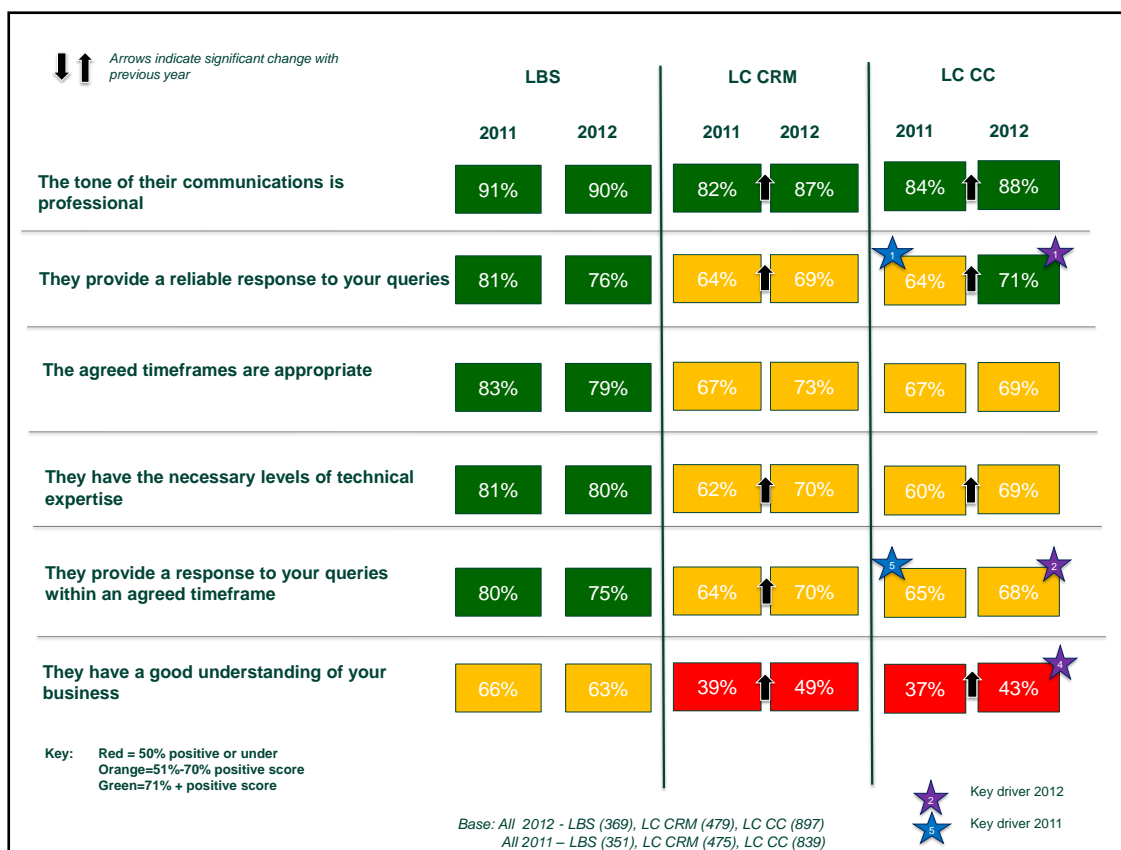 Arrows indicate significant change with
previous year
LBS
LC CRM
LC CC
2011 2012 2011 2012 2011 2012
The tone of their communications is
professional
91% 90% 82% 87% 84% 88%
They provide a reliable response to your queries
81% 76% 64% 69% 1 64% 71% 1
The agreed timeframes are appropriate
83% 79% 67% 73% 67% 69%
They have the necessary levels of technical
expertise
81% 80% 62% 70% 60% 69%
They provide a response to your queries
within an agreed timeframe
80% 75% 64% 70% 5 65% 68% 2
They have a good understanding of your
business
66% 63% 39% 49% 37% 43% 4
Key: Red = 50% positive or under
Orange=51%-70% positive score
Green=71% + positive score
2 Key driver 2012
5 Key driver 2011
Base: All 2012 - LBS (369), LC CRM (479), LC CC (897)
All 2011 – LBS (351), LC CRM (475), LC CC (839)